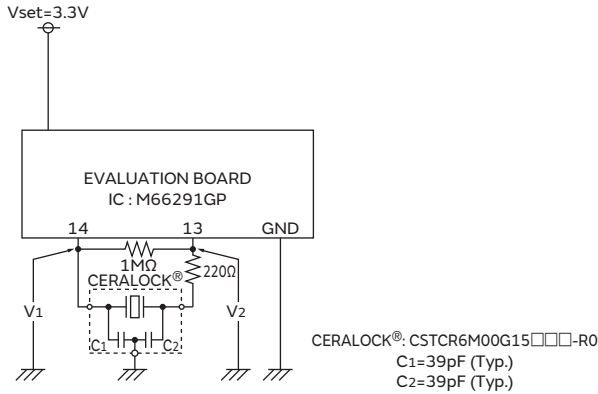 Vset=3.3V
EVALUATION BOARD
IC : M66291GP
14 13 GND
1MΩ
CERALOCK®
220Ω
V1 V2
C1 C2
CERALOCK®: CSTCR6M00G15□□□-R0
C1=39pF (Typ.)
C2=39pF (Typ.)